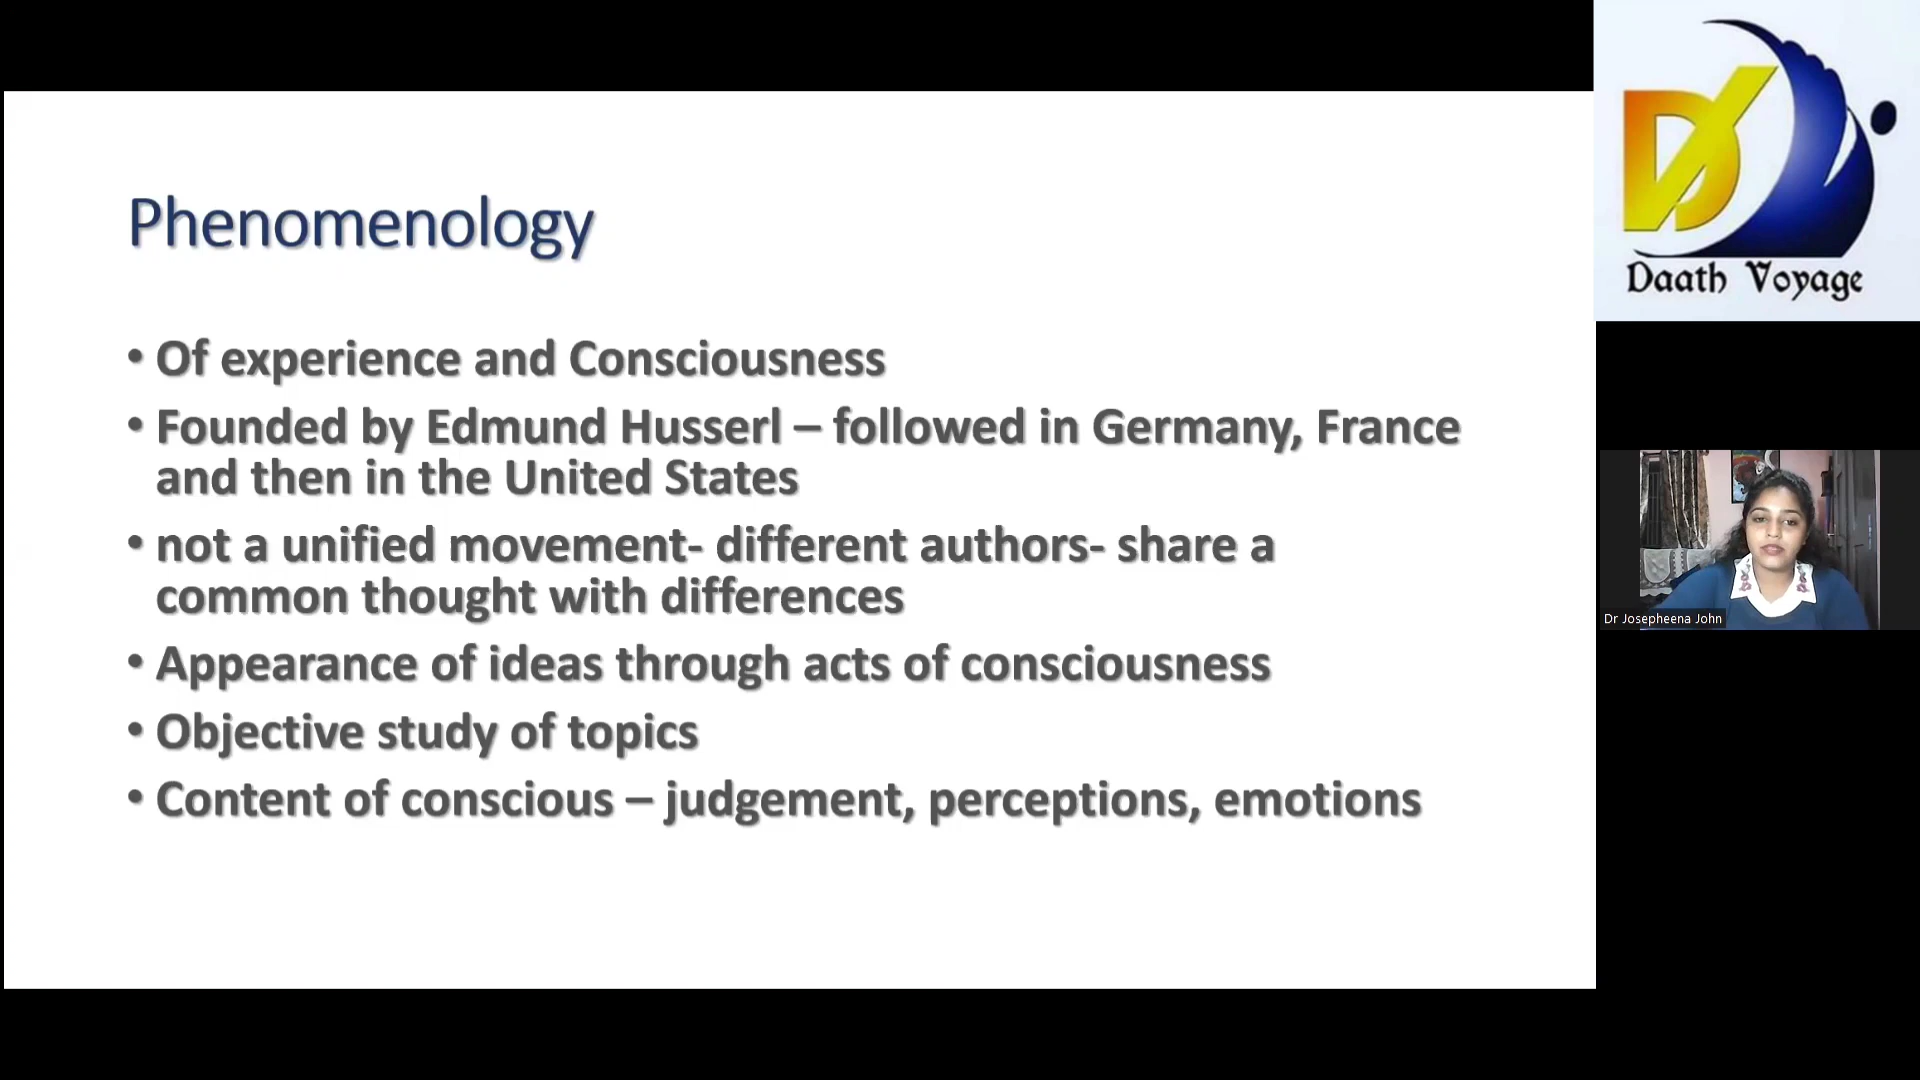 Phenomenology
• Of experience and Consciousness
• Founded by Edmund Husserl – followed in Germany, France
and then in the United States
• not a unified movement- different authors- share a
common thought with differences
• Appearance of ideas through acts of consciousness
• Objective study of topics
• Content of conscious – judgement, perceptions, emotions
DV
Daath Voyage
Dr Josepheena John